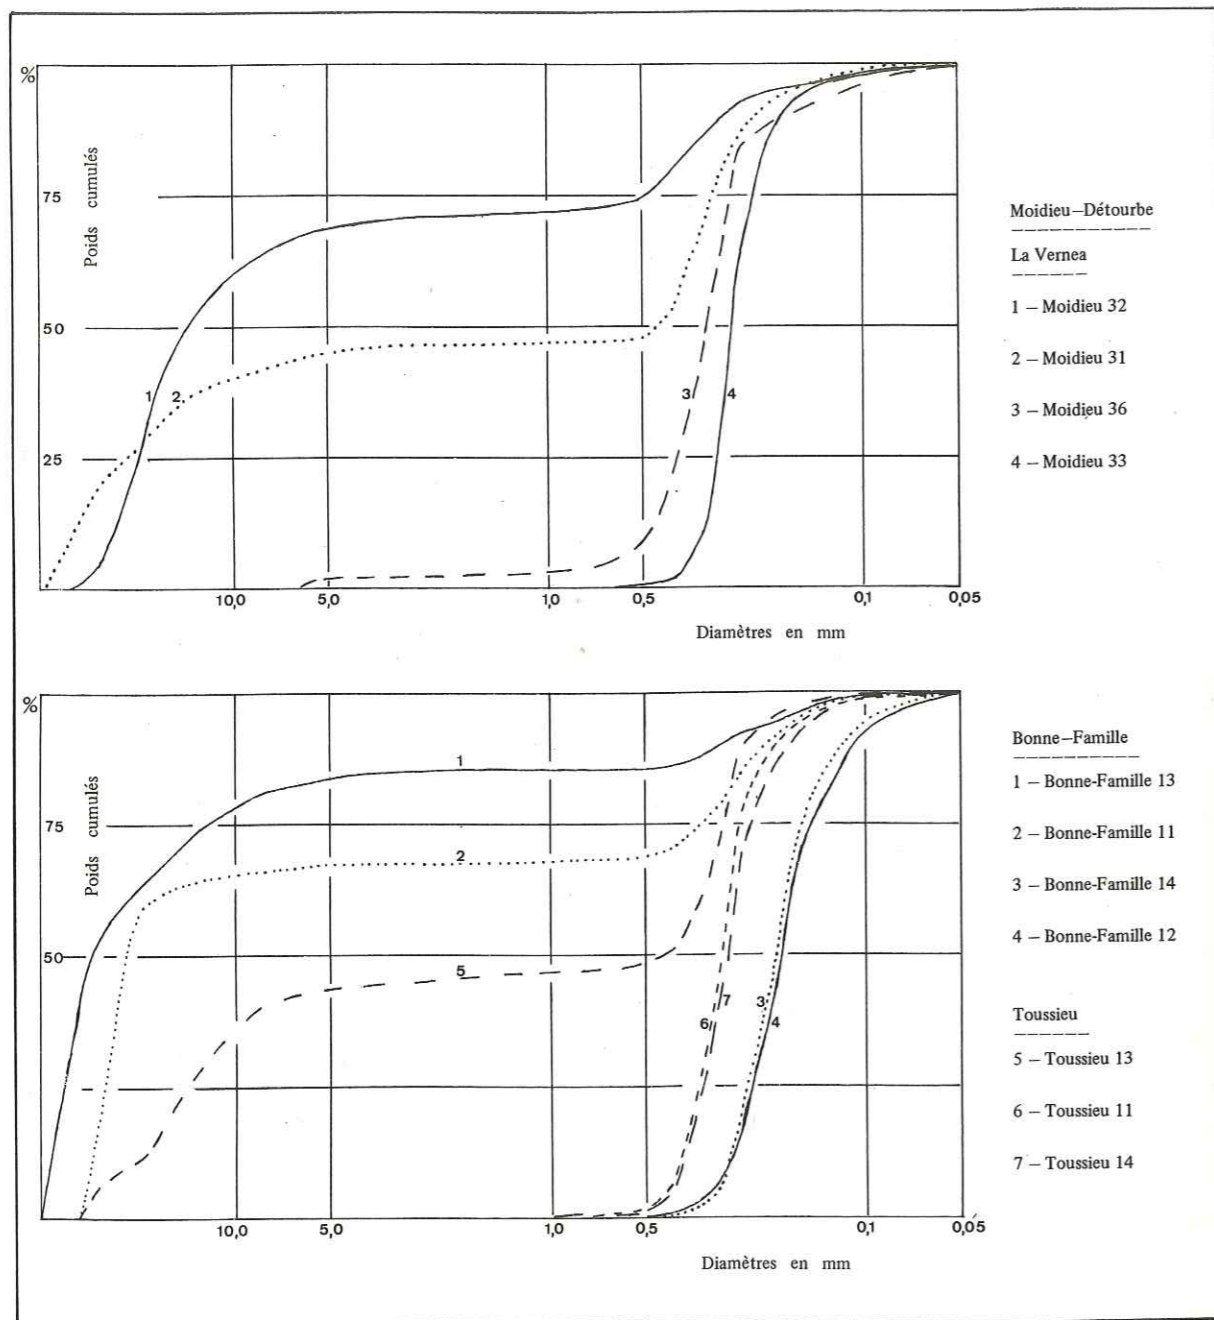 %
Poids cumulés
75
50
25
1
2
3
4
10,0 5,0 1,0 0,5 0,1 0,05
Diamètres en mm
Moidieu–Détourbe
La Vernea
1 – Moidieu 32
2 – Moidieu 31
3 – Moidieu 36
4 – Moidieu 33
%
Poids cumulés
75
50
1
2
5
6
7
3
4
10,0 5,0 1,0 0,5 0,1 0,05
Diamètres en mm
Bonne–Famille
1 – Bonne-Famille 13
2 – Bonne-Famille 11
3 – Bonne-Famille 14
4 – Bonne-Famille 12
Toussieu
5 – Toussieu 13
6 – Toussieu 11
7 – Toussieu 14